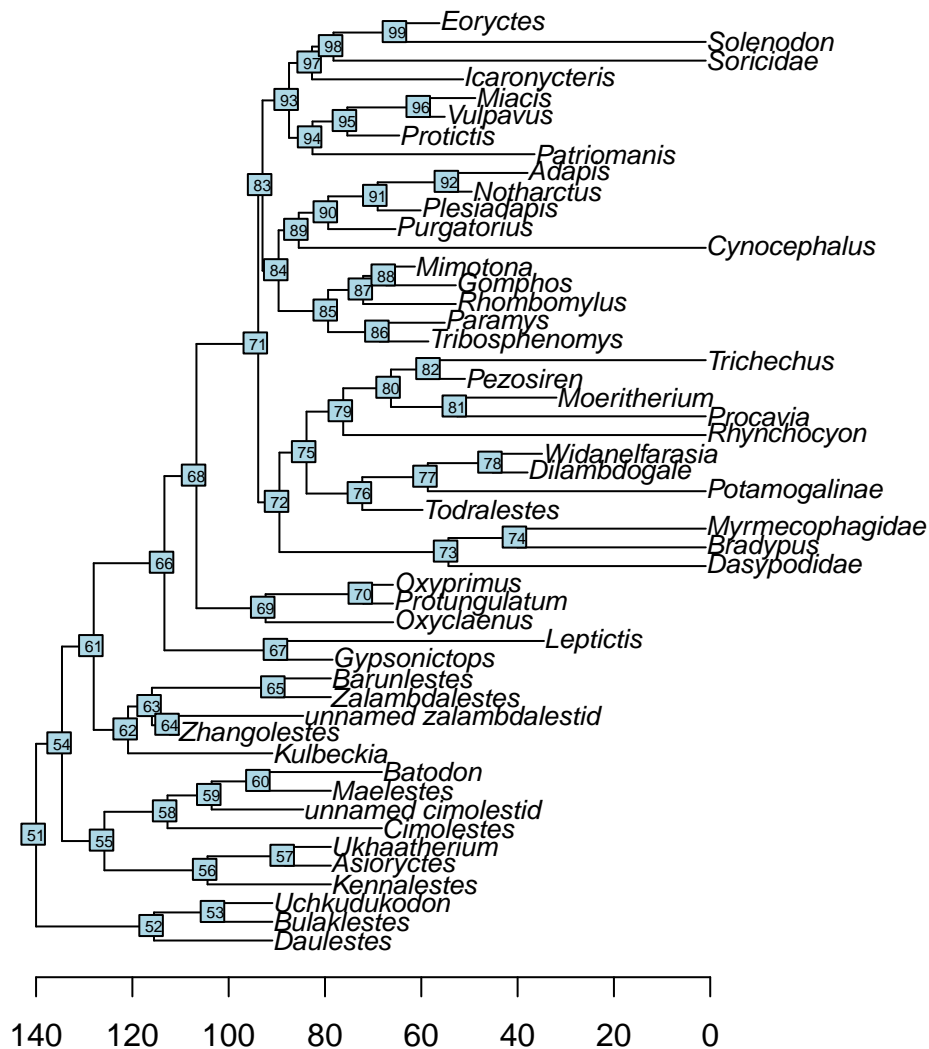 Eoryctes
99
Solenodon
98
Soricidae
97
Icaronycteris
93
Miacis
96
Vulpavus
95
Protictis
94
Patriomanis
Adapis
92
83
Notharctus
91
Plesiadapis
90
Purgatorius
89
Cynocephalus
84
Mimotona
88
Gomphos
87
Rhombomylus
85
Paramys
86
Tribosphenomys
71
Trichechus
82
Pezosiren
80
Moeritherium
81
79
Procavia
Rhynchocyon
75
Widanelfarasia
78
Dilambdogale
77
68
Potamogalinae
76
72
Todralestes
Myrmecophagidae
74
Bradypus
73
Dasypodidae
66
Oxyprimus
70
Protungulatum
69
Oxyclaenus
Leptictis
61
67
Gypsonictops
Barunlestes
65
Zalambdalestes
63
unnamed zalambdalestid
64
Zhangolestes
62
54
Kulbeckia
Batodon
60
Maelestes
59
unnamed cimolestid
58
Cimolestes
51
55
Ukhaatherium
57
Asioryctes
56
Kennalestes
Uchkudukodon
53
Bulaklestes
52
Daulestes
140 120 100 80 60 40 20 0